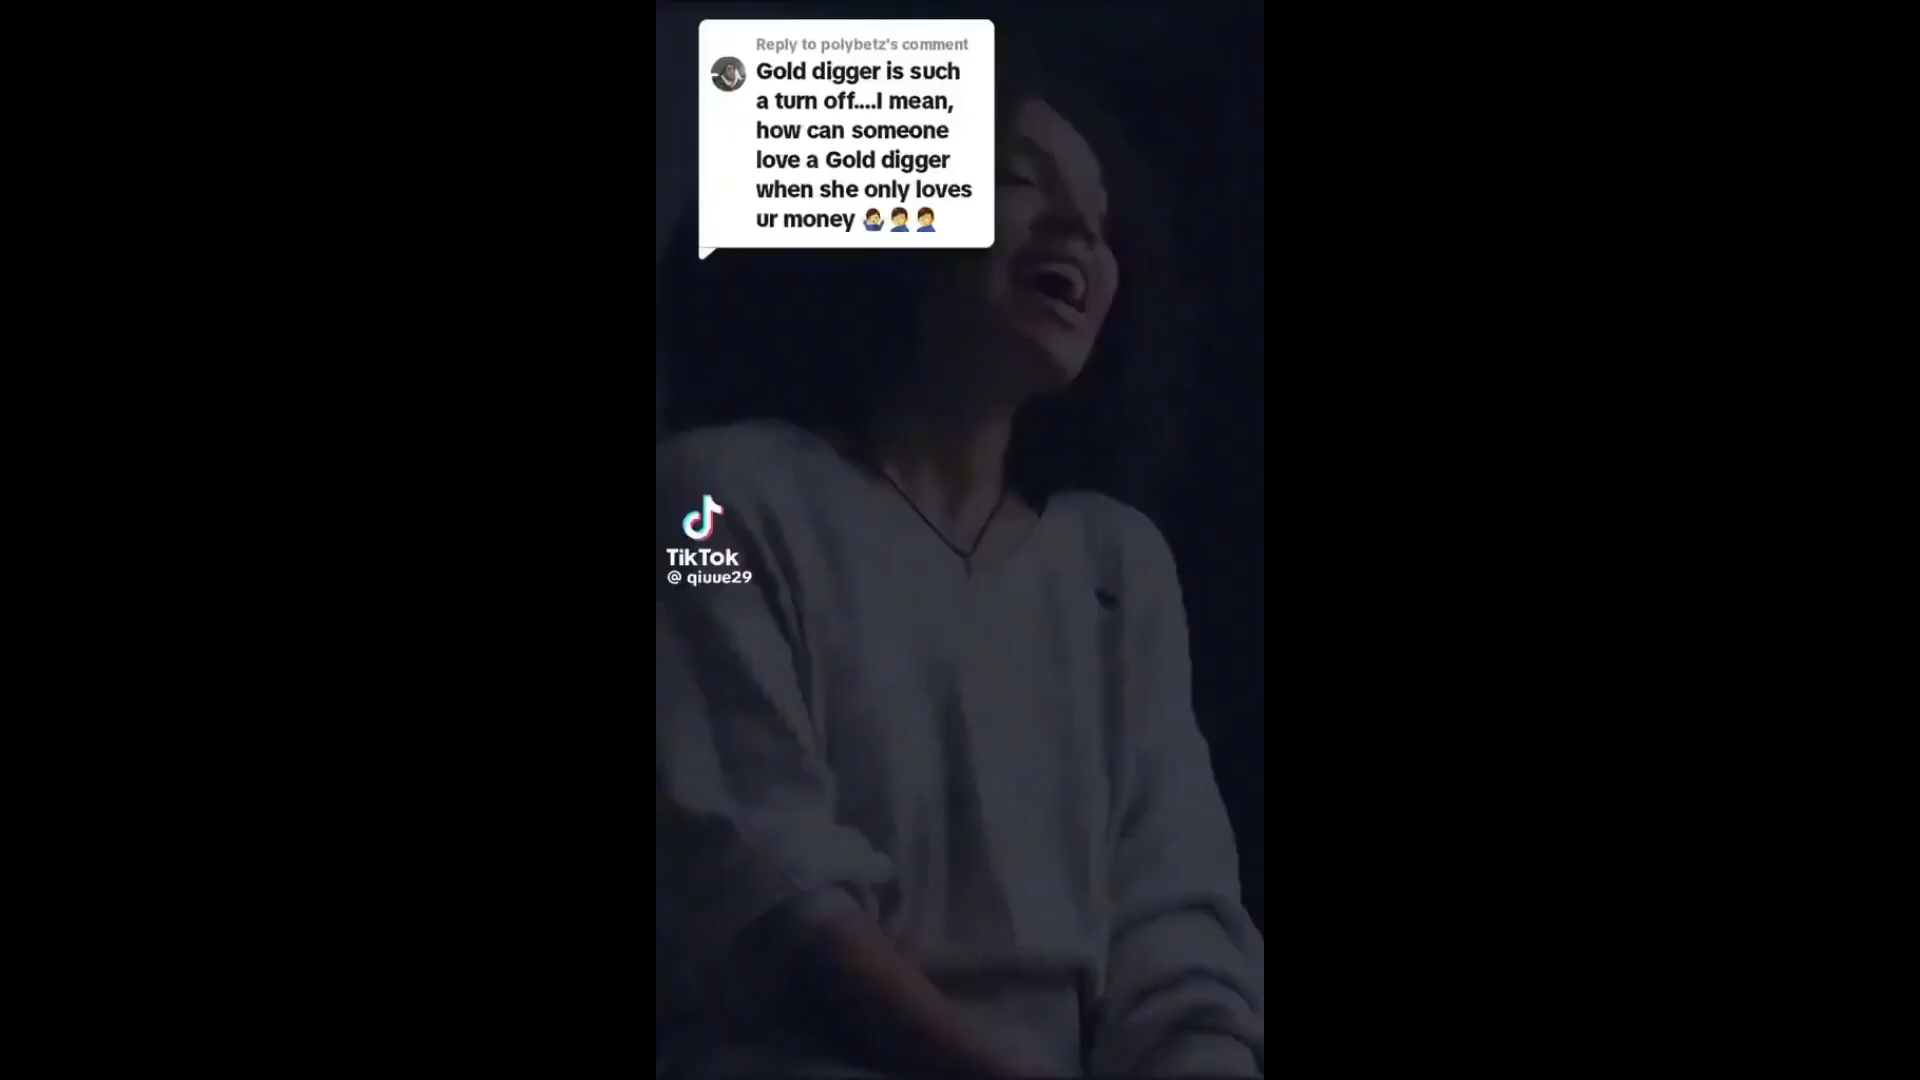 Reply to polybetz's comment
Gold digger is such
a turn off....I mean,
how can someone
love a Gold digger
when she only loves
ur money 🤷‍♂️🤦‍♂️🤦‍♂️
TikTok
@ qiuue29